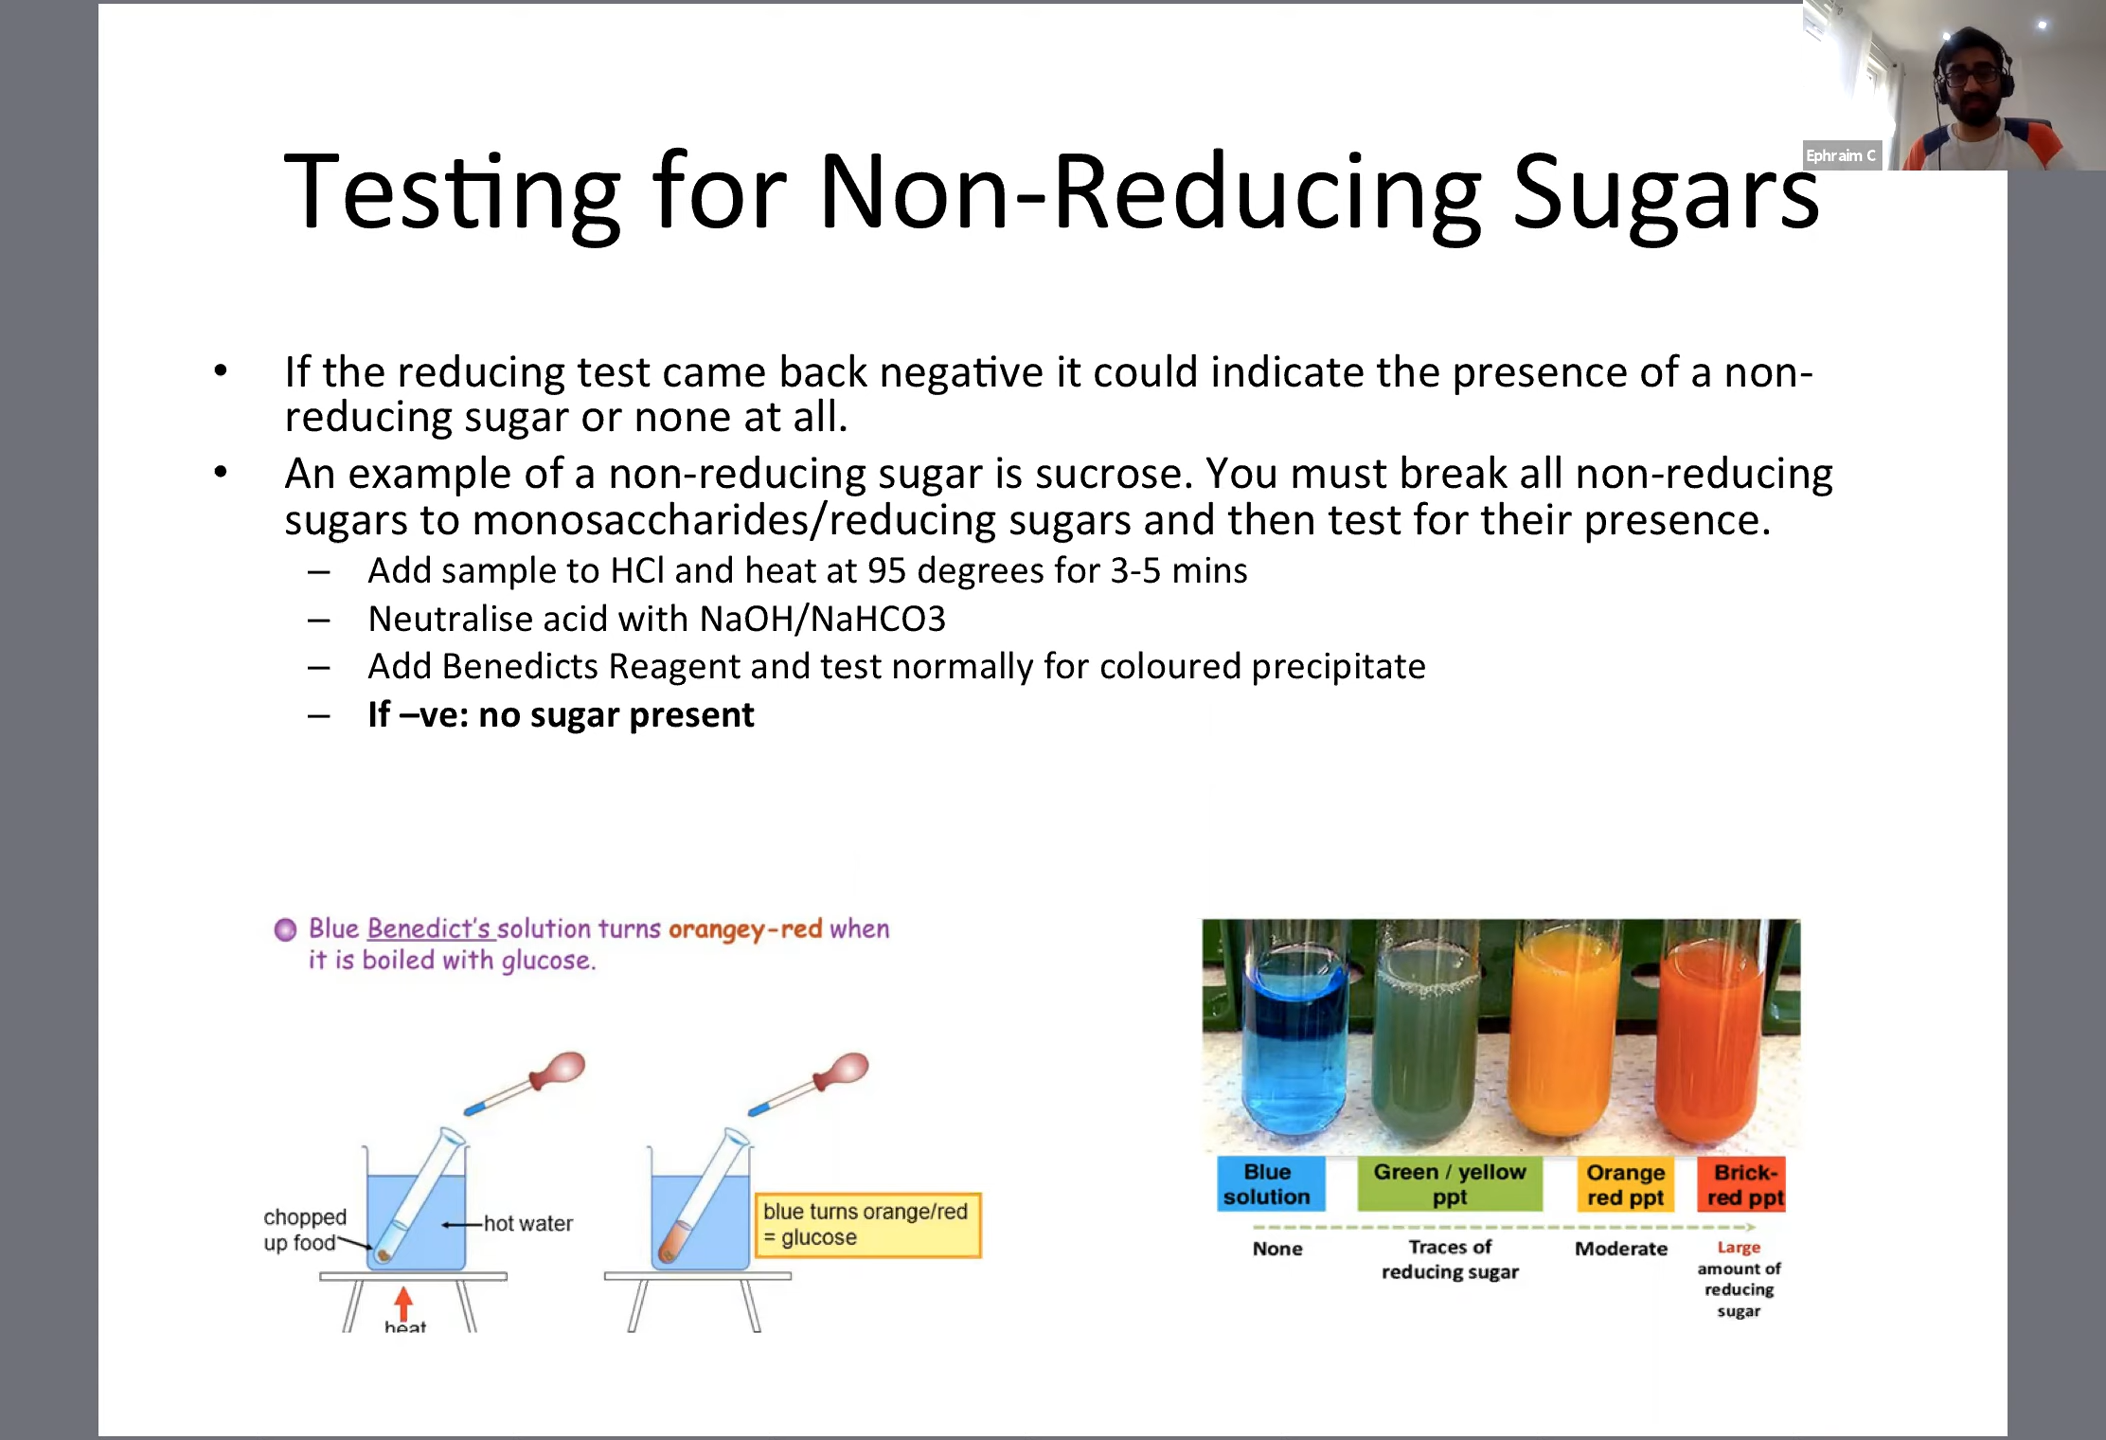 Ephraim C
Testing for Non-Reducing Sugars
• If the reducing test came back negative it could indicate the presence of a non-
reducing sugar or none at all.
• An example of a non-reducing sugar is sucrose. You must break all non-reducing
sugars to monosaccharides/reducing sugars and then test for their presence.
– Add sample to HCl and heat at 95 degrees for 3-5 mins
– Neutralise acid with NaOH/NaHCO3
– Add Benedicts Reagent and test normally for coloured precipitate
– If –ve: no sugar present
Blue Benedict's solution turns orangey-red when
it is boiled with glucose.
chopped
up food
hot water
heat
blue turns orange/red
= glucose
Blue
solution
Green / yellow
ppt
Orange
red ppt
Brick-
red ppt
None
Traces of
reducing sugar
Moderate
Large
amount of
reducing
sugar